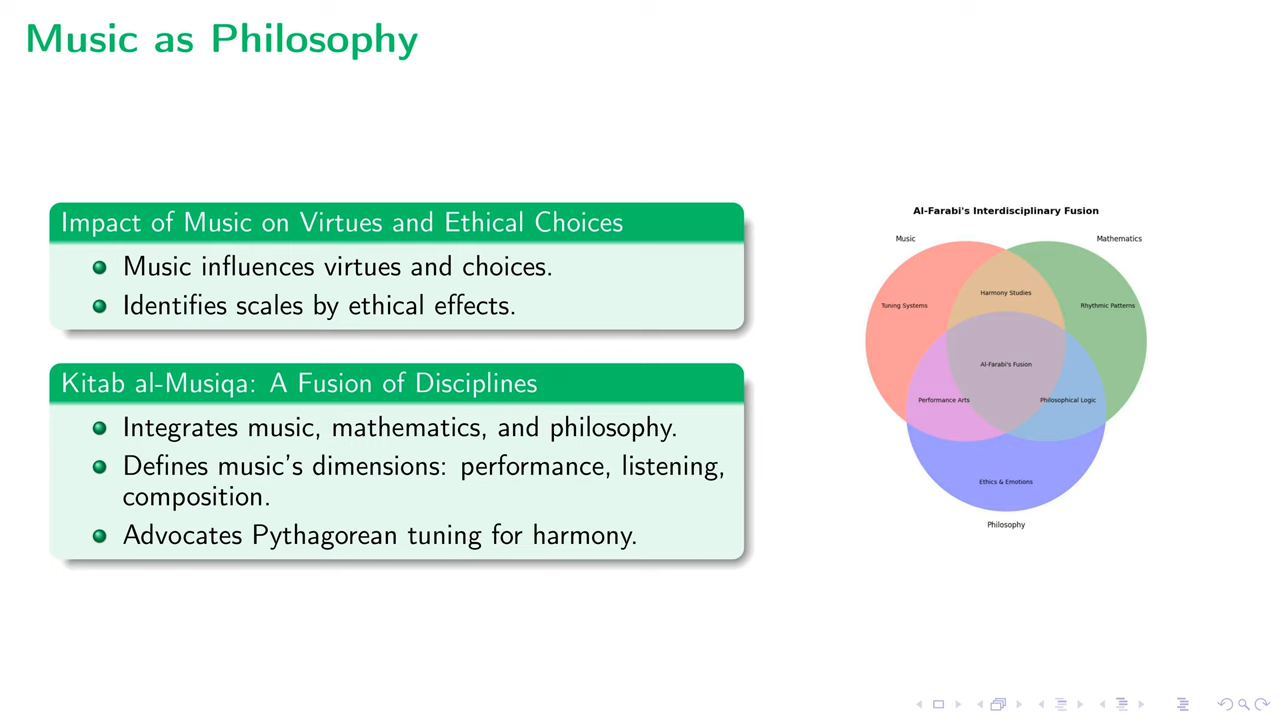 Music as Philosophy
Impact of Music on Virtues and Ethical Choices
Music influences virtues and choices.
Identifies scales by ethical effects.
Kitab al-Musiqa: A Fusion of Disciplines
Integrates music, mathematics, and philosophy.
Defines music's dimensions: performance, listening,
composition.
Advocates Pythagorean tuning for harmony.
Al-Farabi's Interdisciplinary Fusion
Music
Mathematics
Harmony Studies
Tuning Systems
Rhythmic Patterns
Al-Farabi's Fusion
Performance Arts
Philosophical Logic
Ethics & Emotions
Philosophy